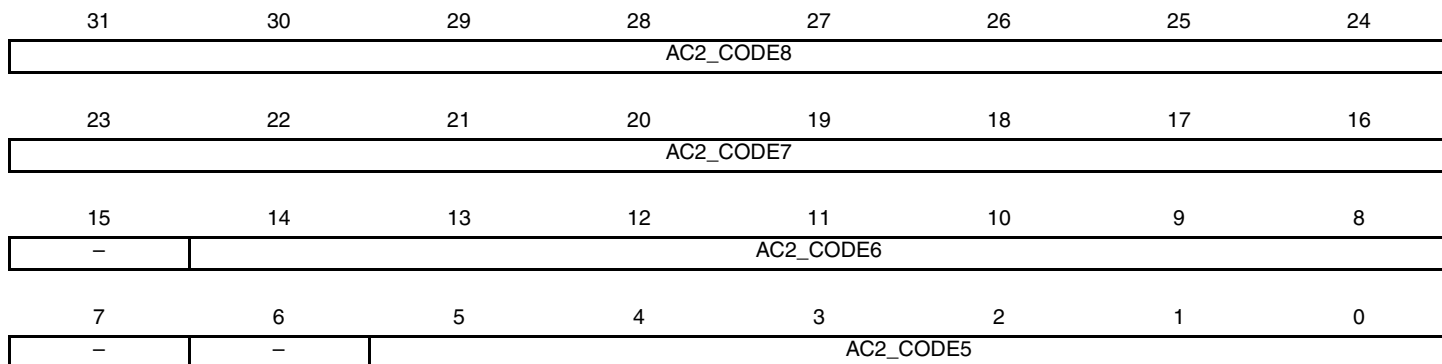 31 30 29 28 27 26 25 24
AC2_CODE8
23 22 21 20 19 18 17 16
AC2_CODE7
15 14 13 12 11 10 9 8
– AC2_CODE6
7 6 5 4 3 2 1 0
– – AC2_CODE5